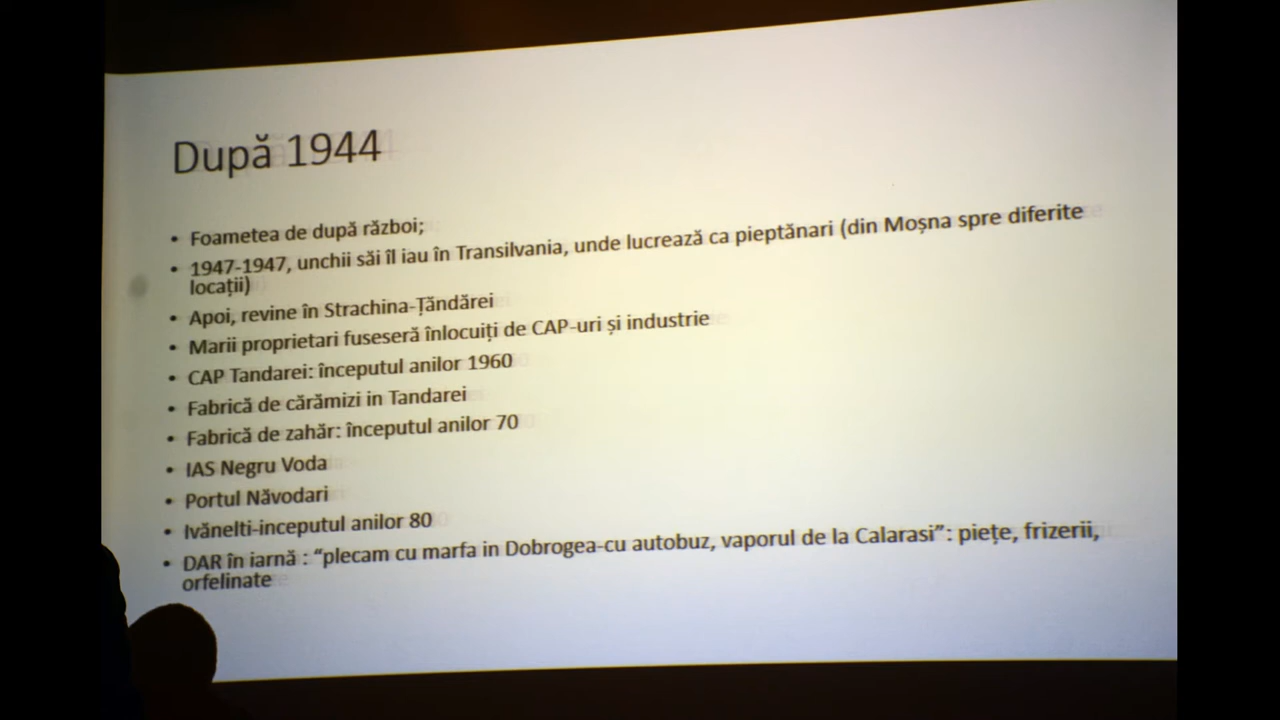 După 1944
• Foametea de după război;
• 1947-1947, unchii săi îl iau în Transilvania, unde lucrează ca pieptănari (din Moșna spre diferite
locații)
• Apoi, revine în Strachina-Țăndărei
• Marii proprietari fuseseră înlocuiți de CAP-uri și industrie
• CAP Tandarei: începutul anilor 1960
• Fabrică de cărămizi in Tandarei
• Fabrică de zahăr: începutul anilor 70
• IAS Negru Voda
• Portul Năvodari
• Ivănelti-inceputul anilor 80
• DAR în iarnă : “plecam cu marfa in Dobrogea-cu autobuz, vaporul de la Calarasi”: piețe, frizerii,
orfelinate